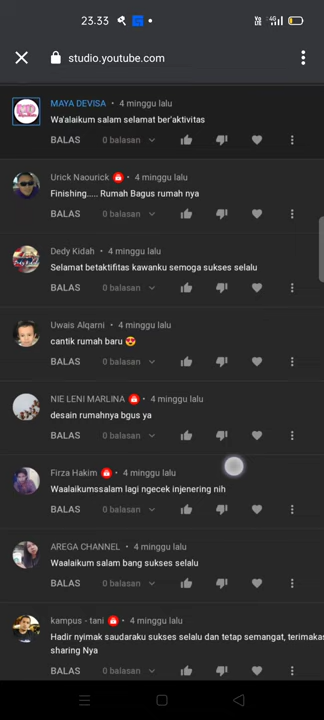 23.33
studio.youtube.com
MAYA DEVISA • 4 minggu lalu
Wa'alaikum salam selamat ber'aktivitas
BALAS 0 balasan
Urick Naourick • 4 minggu lalu
Finishing..... Rumah Bagus rumah nya
BALAS 0 balasan
Dedy Kidah • 4 minggu lalu
Selamat betaktifitas kawanku semoga sukses selalu
BALAS 0 balasan
Uwais Alqarni • 4 minggu lalu
cantik rumah baru 😍
BALAS 0 balasan
NIE LENI MARLINA • 4 minggu lalu
desain rumahnya bgus ya
BALAS 0 balasan
Firza Hakim • 4 minggu lalu
Waalaikumssalam lagi ngecek injenering nih
BALAS 0 balasan
AREGA CHANNEL • 4 minggu lalu
Waalaikum salam bang sukses selalu
BALAS 0 balasan
kampus - tani • 4 minggu lalu
Hadir nyimak saudaraku sukses selalu dan tetap semangat, terimakas
sharing Nya
BALAS 0 balasan